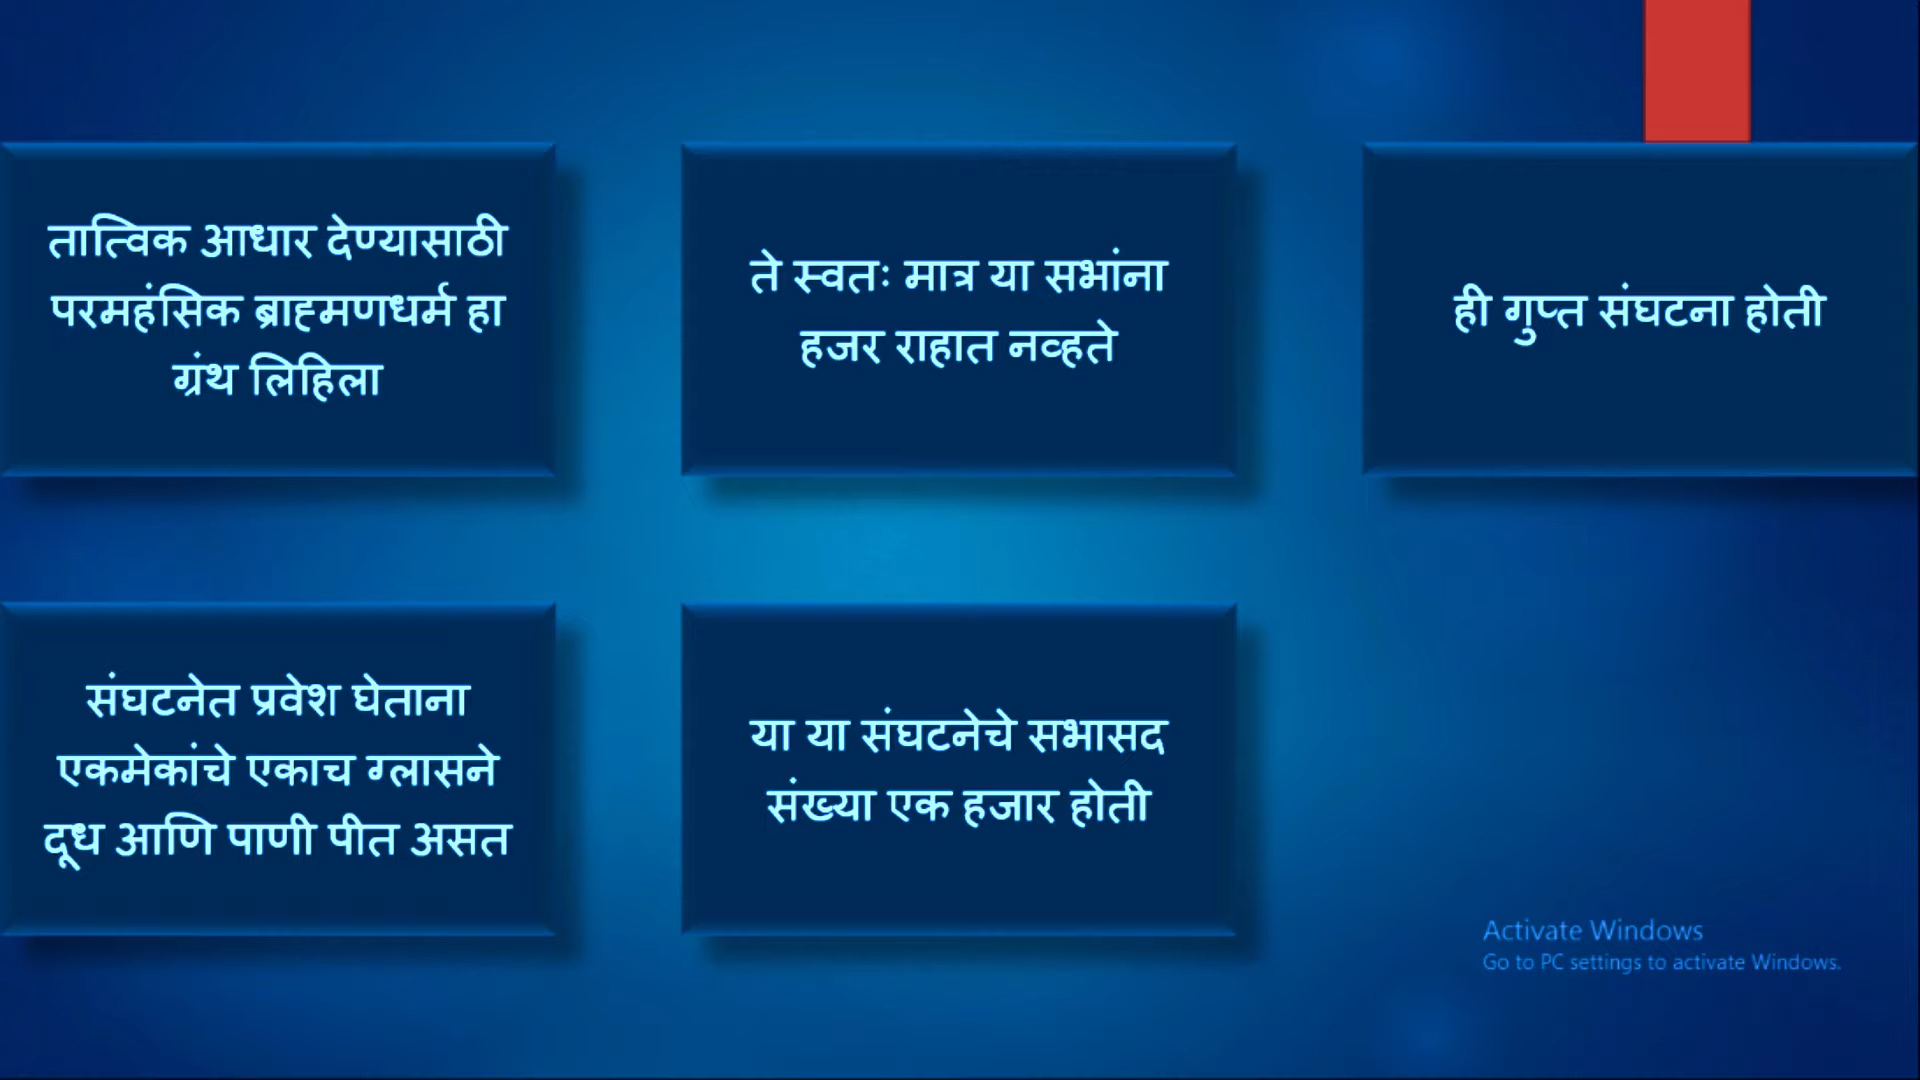 तात्विक आधार देण्यासाठी
परमहंसिक ब्राह्मणधर्म हा
ग्रंथ लिहिला
ते स्वतः मात्र या सभांना
हजर राहात नव्हते
ही गुप्त संघटना होती
संघटनेत प्रवेश घेताना
एकमेकांचे एकाच ग्लासने
दूध आणि पाणी पीत असत
या या संघटनेचे सभासद
संख्या एक हजार होती
Activate Windows
Go to PC settings to activate Windows.